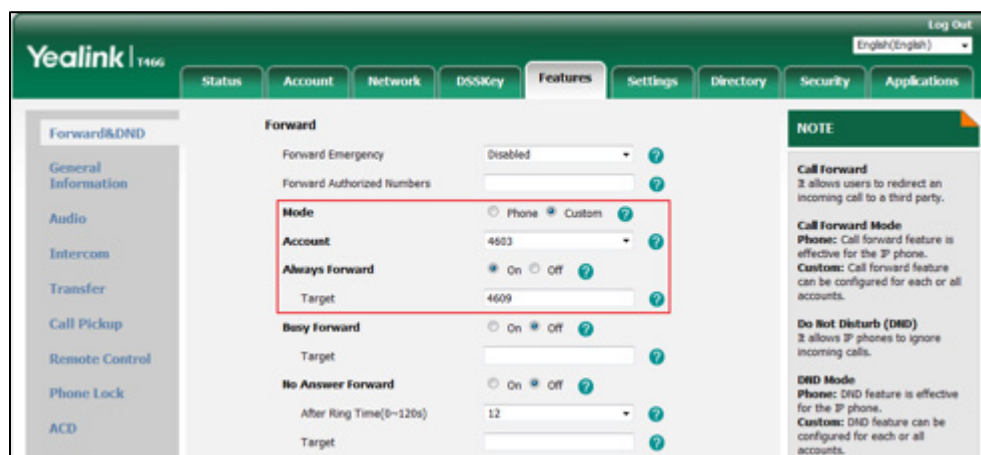 Log Out
Yealink T46G
English(English)
Status Account Network DSSKey Features Settings Directory Security Applications
Forward&DND
General
Information
Audio
Intercom
Transfer
Call Pickup
Remote Control
Phone Lock
ACD
Forward
Forward Emergency Disabled
Forward Authorized Numbers
Mode Phone Custom
Account 4603
Always Forward On Off
Target 4609
Busy Forward On Off
Target
No Answer Forward On Off
After Ring Time(0~120s) 12
Target
NOTE
Call Forward
It allows users to redirect an
incoming call to a third party.
Call Forward Mode
Phone: Call forward feature is
effective for the IP phone.
Custom: Call forward feature
can be configured for each or all
accounts.
Do Not Disturb (DND)
It allows IP phones to ignore
incoming calls.
DND Mode
Phone: DND feature is effective
for the IP phone.
Custom: DND feature can be
configured for each or all
accounts.